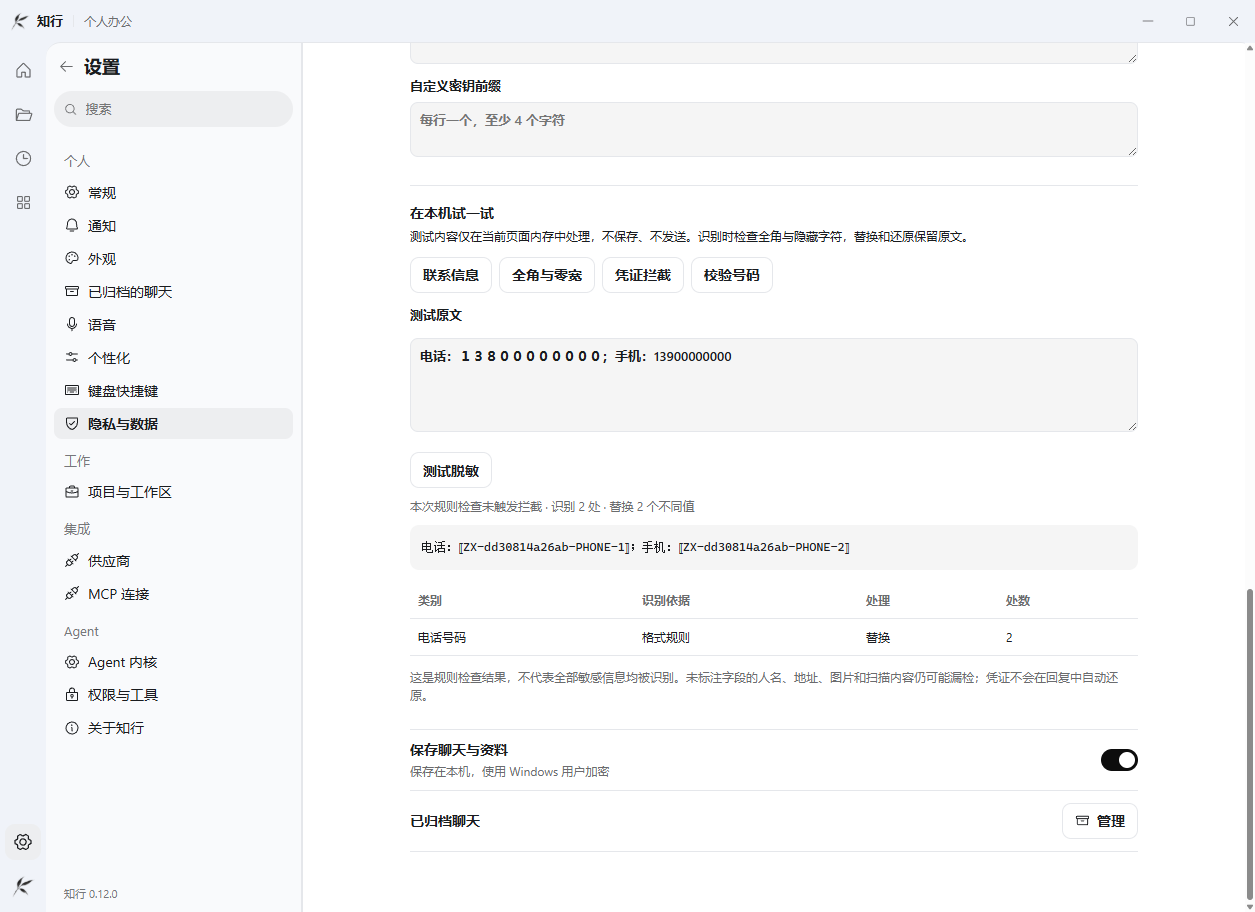 知行 个人办公
设置
搜索
个人
常规
通知
外观
已归档的聊天
语音
个性化
键盘快捷键
隐私与数据
工作
项目与工作区
集成
供应商
MCP 连接
Agent
Agent 内核
权限与工具
关于知行
知行 0.12.0
自定义密钥前缀
每行一个，至少 4 个字符
在本机试一试
测试内容仅在当前页面内存中处理，不保存、不发送。识别时检查全角与隐藏字符，替换和还原保留原文。
联系信息 全角与零宽 凭证拦截 校验号码
测试原文
电话：１３８００００００００；手机：13900000000
测试脱敏
本次规则检查未触发拦截 · 识别 2 处 · 替换 2 个不同值
电话：〖ZX-dd30814a26ab-PHONE-1〗；手机：〖ZX-dd30814a26ab-PHONE-2〗
类别 识别依据 处理 处数
电话号码 格式规则 替换 2
这是规则检查结果，不代表全部敏感信息均被识别。未标注字段的人名、地址、图片和扫描内容仍可能漏检；凭证不会在回复中自动还
原。
保存聊天与资料
保存在本机，使用 Windows 用户加密
已归档聊天 管理